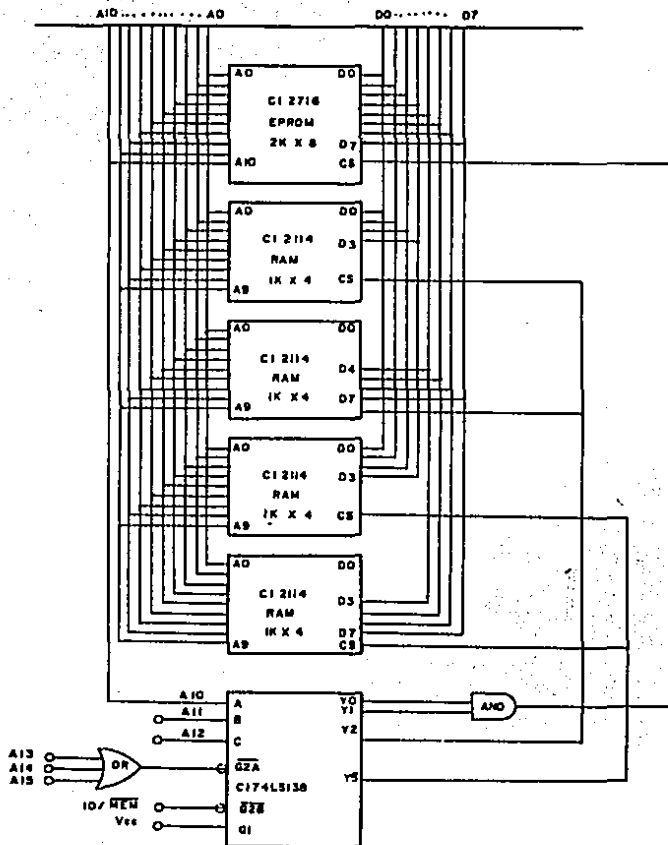 A10 ········ A0 D0 ········ D7
A0 D0
CI 2716
EPROM
2K X 8
D7
A10 CS
A0 D0
CI 2114
D3
RAM
1K X 4
CS
A9
A0 D0
CI 2114
D4
RAM
1K X 4
D7
A9
A0 D0
CI 2114
D3
RAM
1K X 4
CS
A9
A0 D0
CI 2114
RAM
D3
1K X 4
D7
A9 CS
A10 A Y0
Y1
A11 B
A12 C Y2
AND
A13
A14
A15
OR
G2A
CI74LS138
Y5
IO/MEM
G2B
Vcc G1